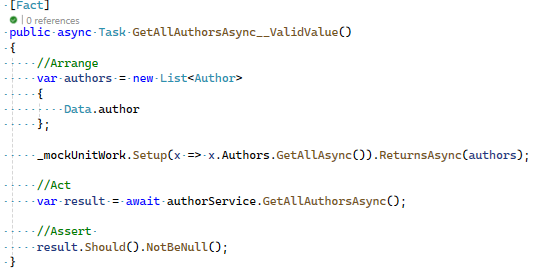 [Fact]
| 0 references
public async Task GetAllAuthorsAsync__ValidValue()
{
//Arrange
var authors = new List<Author>
{
Data.author
};
_mockUnitWork.Setup(x => x.Authors.GetAllAsync()).ReturnsAsync(authors);
//Act
var result = await authorService.GetAllAuthorsAsync();
//Assert
result.Should().NotBeNull();
}